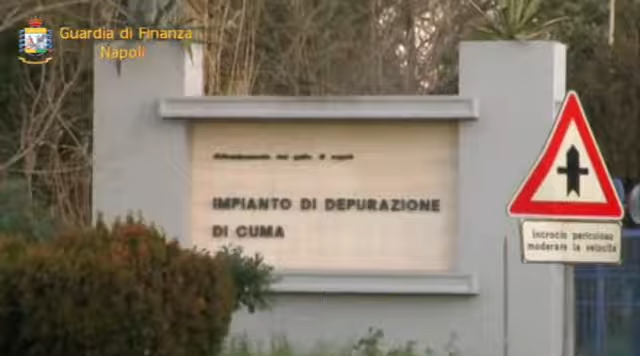 Guardia di Finanza
Napoli
IMPIANTO DI DEPURAZIONE
DI CUMA
Incrocio pericoloso
moderare la velocità